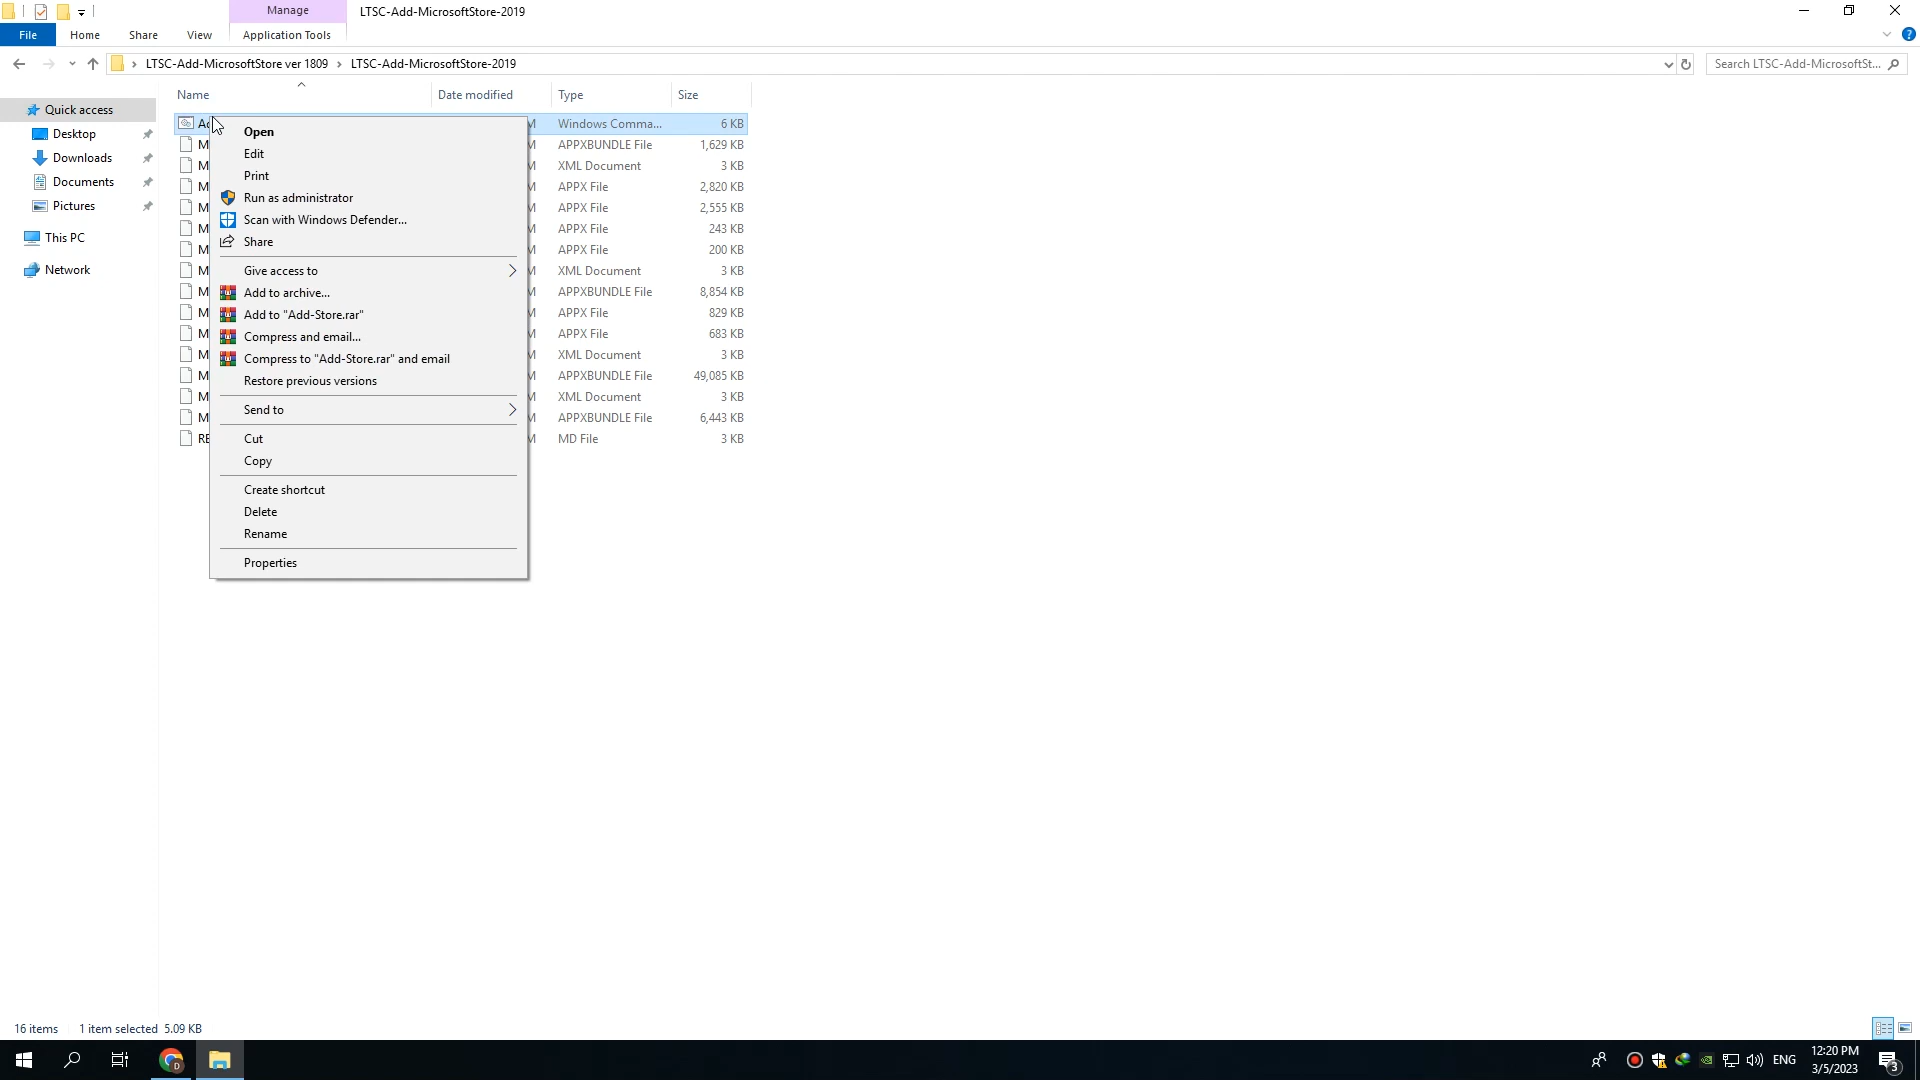 Manage
LTSC-Add-MicrosoftStore-2019
File
Home
Share
View
Application Tools
LTSC-Add-MicrosoftStore ver 1809
LTSC-Add-MicrosoftStore-2019
Search LTSC-Add-MicrosoftSt...
Name
Date modified
Type
Size
Quick access
Desktop
Downloads
Documents
Pictures
This PC
Network
Windows Comma... 6 KB
M APPXBUNDLE File 1,629 KB
M XML Document 3 KB
M APPX File 2,820 KB
M APPX File 2,555 KB
M APPX File 243 KB
M APPX File 200 KB
M XML Document 3 KB
M APPXBUNDLE File 8,854 KB
M APPX File 829 KB
M APPX File 683 KB
M XML Document 3 KB
M APPXBUNDLE File 49,085 KB
M XML Document 3 KB
M APPXBUNDLE File 6,443 KB
RE MD File 3 KB
Open
Edit
Print
Run as administrator
Scan with Windows Defender...
Share
Give access to
Add to archive...
Add to "Add-Store.rar"
Compress and email...
Compress to "Add-Store.rar" and email
Restore previous versions
Send to
Cut
Copy
Create shortcut
Delete
Rename
Properties
16 items
1 item selected 5.09 KB
ENG
12:20 PM
3/5/2023
3